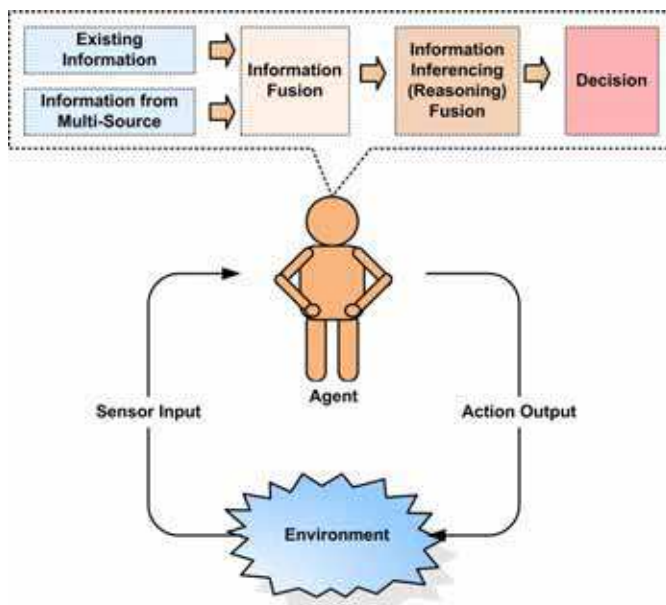 Existing
Information
Information from
Multi-Source
Information
Fusion
Information
Inferencing
(Reasoning)
Fusion
Decision
Agent
Sensor Input
Action Output
Environment